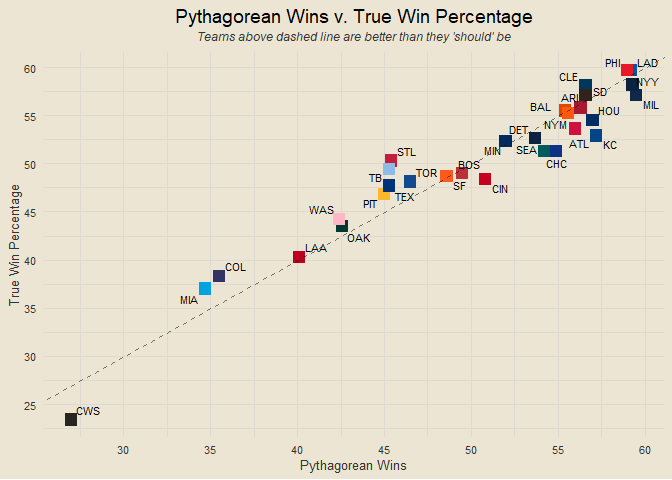 Pythagorean Wins v. True Win Percentage
Teams above dashed line are better than they 'should' be
True Win Percentage
60
55
50
45
40
35
30
25
PHI
LAD
CLE
NYY
SD
ARI
MIL
BAL
HOU
NYM
DET
ATL
KC
MIN
SEA
CHC
STL
BOS
TB
TOR
SF
CIN
TEX
PIT
WAS
OAK
LAA
COL
MIA
CWS
30
35
40
45
50
55
60
Pythagorean Wins